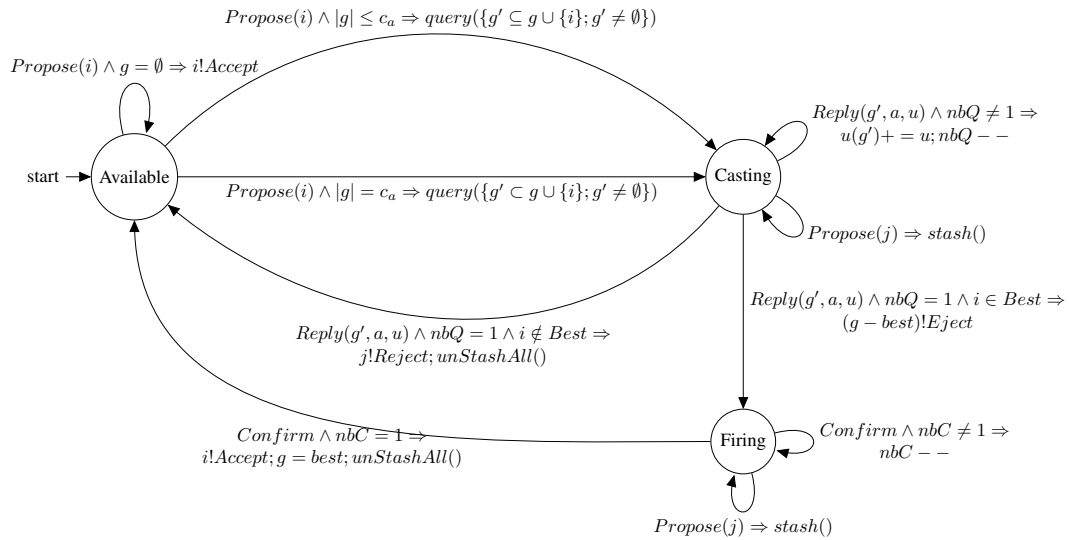 Propose(i) ∧ |g| ≤ c_a ⇒ query({g′ ⊆ g ∪ {i}; g′ ≠ ∅})
Propose(i) ∧ g = ∅ ⇒ i!Accept
Reply(g′, a, u) ∧ nbQ ≠ 1 ⇒
u(g′)+ = u; nbQ − −
start
Available
Casting
Propose(i) ∧ |g| = c_a ⇒ query({g′ ⊂ g ∪ {i}; g′ ≠ ∅})
Propose(j) ⇒ stash()
Reply(g′, a, u) ∧ nbQ = 1 ∧ i ∈ Best ⇒
(g − best)!Eject
Reply(g′, a, u) ∧ nbQ = 1 ∧ i ∉ Best ⇒
j!Reject; unStashAll()
Confirm ∧ nbC = 1 ⇒
i!Accept; g = best; unStashAll()
Firing
Confirm ∧ nbC ≠ 1 ⇒
nbC − −
Propose(j) ⇒ stash()